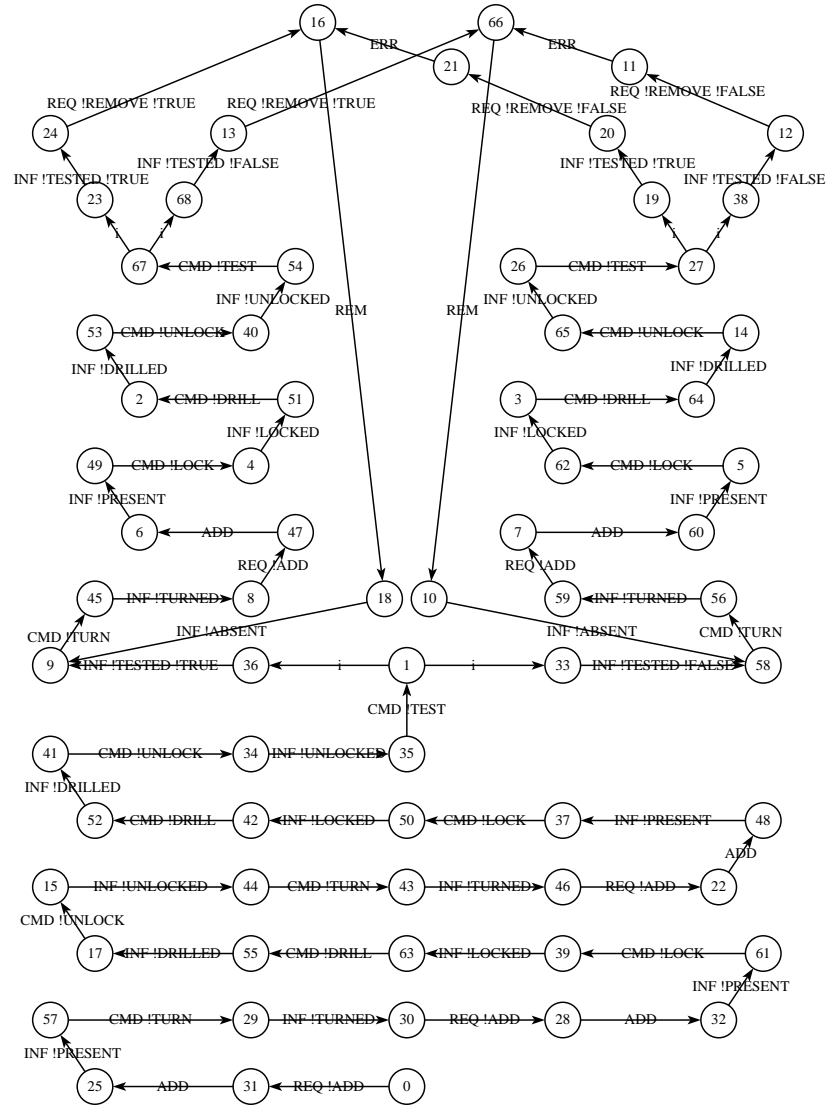 16 66
ERR ERR
21 11
REQ !REMOVE !TRUE REQ !REMOVE !TRUE REQ !REMOVE !FALSE REQ !REMOVE !FALSE
24 13 20 12
INF !TESTED !TRUE INF !TESTED !FALSE INF !TESTED !TRUE INF !TESTED !FALSE
23 68 19 38
i i i i
67 CMD !TEST 54 26 CMD !TEST 27
INF !UNLOCKED INF !UNLOCKED
REM REM
53 CMD !UNLOCK 40 65 CMD !UNLOCK 14
INF !DRILLED INF !DRILLED
2 CMD !DRILL 51 3 CMD !DRILL 64
INF !LOCKED INF !LOCKED
49 CMD !LOCK 4 62 CMD !LOCK 5
INF !PRESENT INF !PRESENT
6 ADD 47 7 ADD 60
REQ !ADD REQ !ADD
45 INF !TURNED 8 18 10 59 INF !TURNED 56
CMD !TURN INF !ABSENT INF !ABSENT CMD !TURN
9 INF !TESTED !TRUE 36 i 1 i 33 INF !TESTED !FALSE 58
CMD !TEST
41 CMD !UNLOCK 34 INF !UNLOCKED 35
INF !DRILLED
52 CMD !DRILL 42 INF !LOCKED 50 CMD !LOCK 37 INF !PRESENT 48
ADD
15 INF !UNLOCKED 44 CMD !TURN 43 INF !TURNED 46 REQ !ADD 22
CMD !UNLOCK
17 INF !DRILLED 55 CMD !DRILL 63 INF !LOCKED 39 CMD !LOCK 61
INF !PRESENT
57 CMD !TURN 29 INF !TURNED 30 REQ !ADD 28 ADD 32
INF !PRESENT
25 ADD 31 REQ !ADD 0